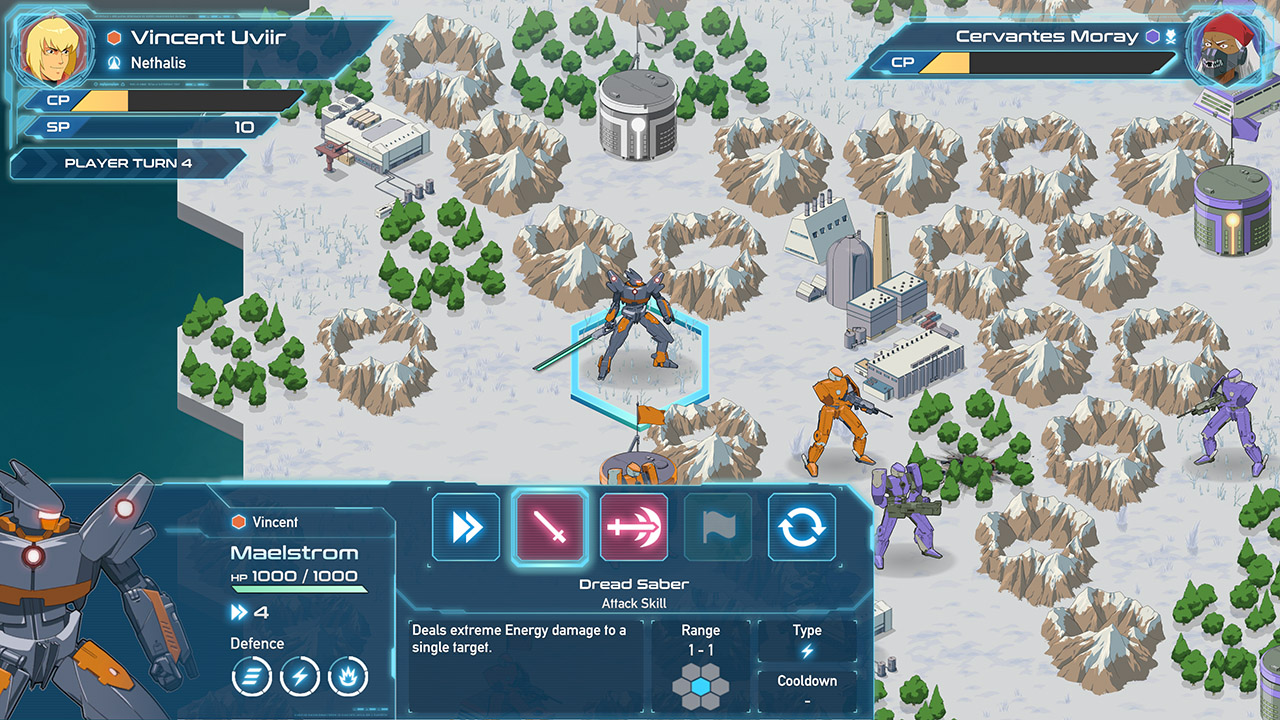 Vincent Uviir
Nethalis
CP
SP 10
PLAYER TURN 4
Cervantes Moray
CP
Vincent
Maelstrom
HP 1000 / 1000
4
Defence
Dread Saber
Attack Skill
Deals extreme Energy damage to a
single target.
Range
1 - 1
Type
Cooldown
-